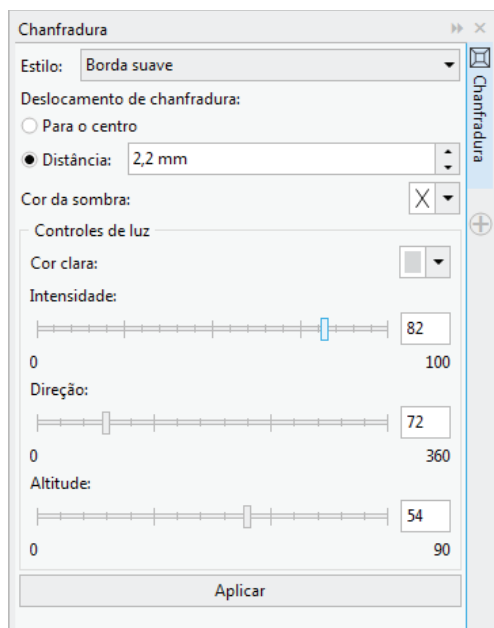 Chanfradura
Estilo: Borda suave
Chanfradura
Deslocamento de chanfradura:
Para o centro
Distância: 2,2 mm
Cor da sombra:
Controles de luz
Cor clara:
Intensidade:
82
0 100
Direção:
72
0 360
Altitude:
54
0 90
Aplicar